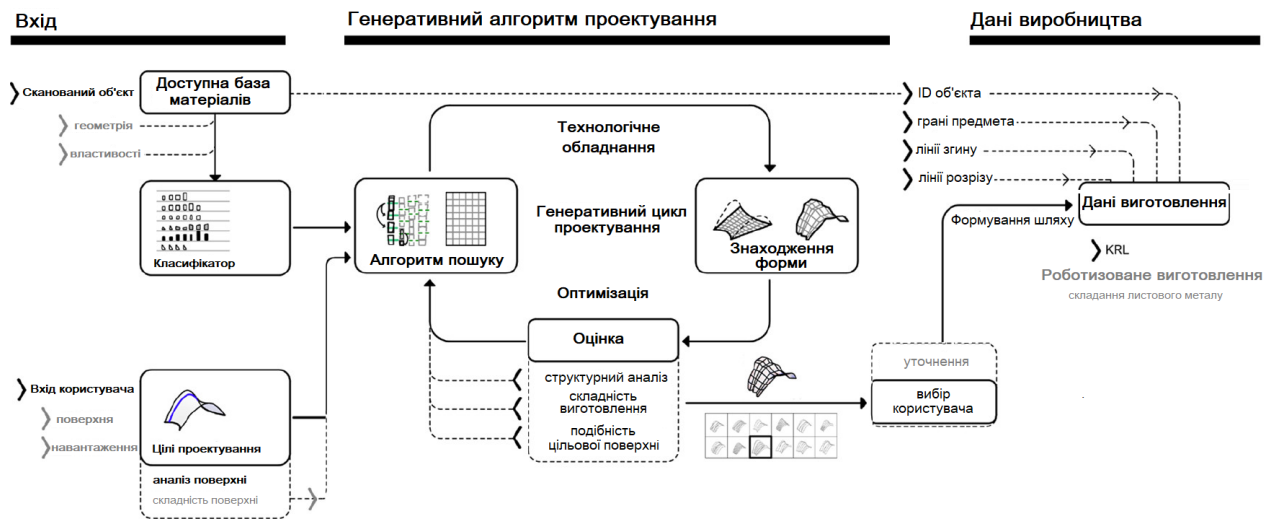 Вхід
Генеративний алгоритм проектування
Дані виробництва
Сканований об'єкт
Доступна база
матеріалів
геометрія
властивості
Класифікатор
Вхід користувача
поверхня
навантаження
Цілі проектування
аналіз поверхні
складність поверхні
Технологічне
обладнання
Алгоритм пошуку
Генеративний цикл
проектування
Знаходження
форми
Оптимізація
Оцінка
структурний аналіз
складність
виготовлення
подібність
цільової поверхні
уточнення
вибір
користувача
ID об'єкта
грані предмета
лінії згину
лінії розрізу
Формування шляху
Дані виготовлення
KRL
Роботизоване виготовлення
складання листового металу